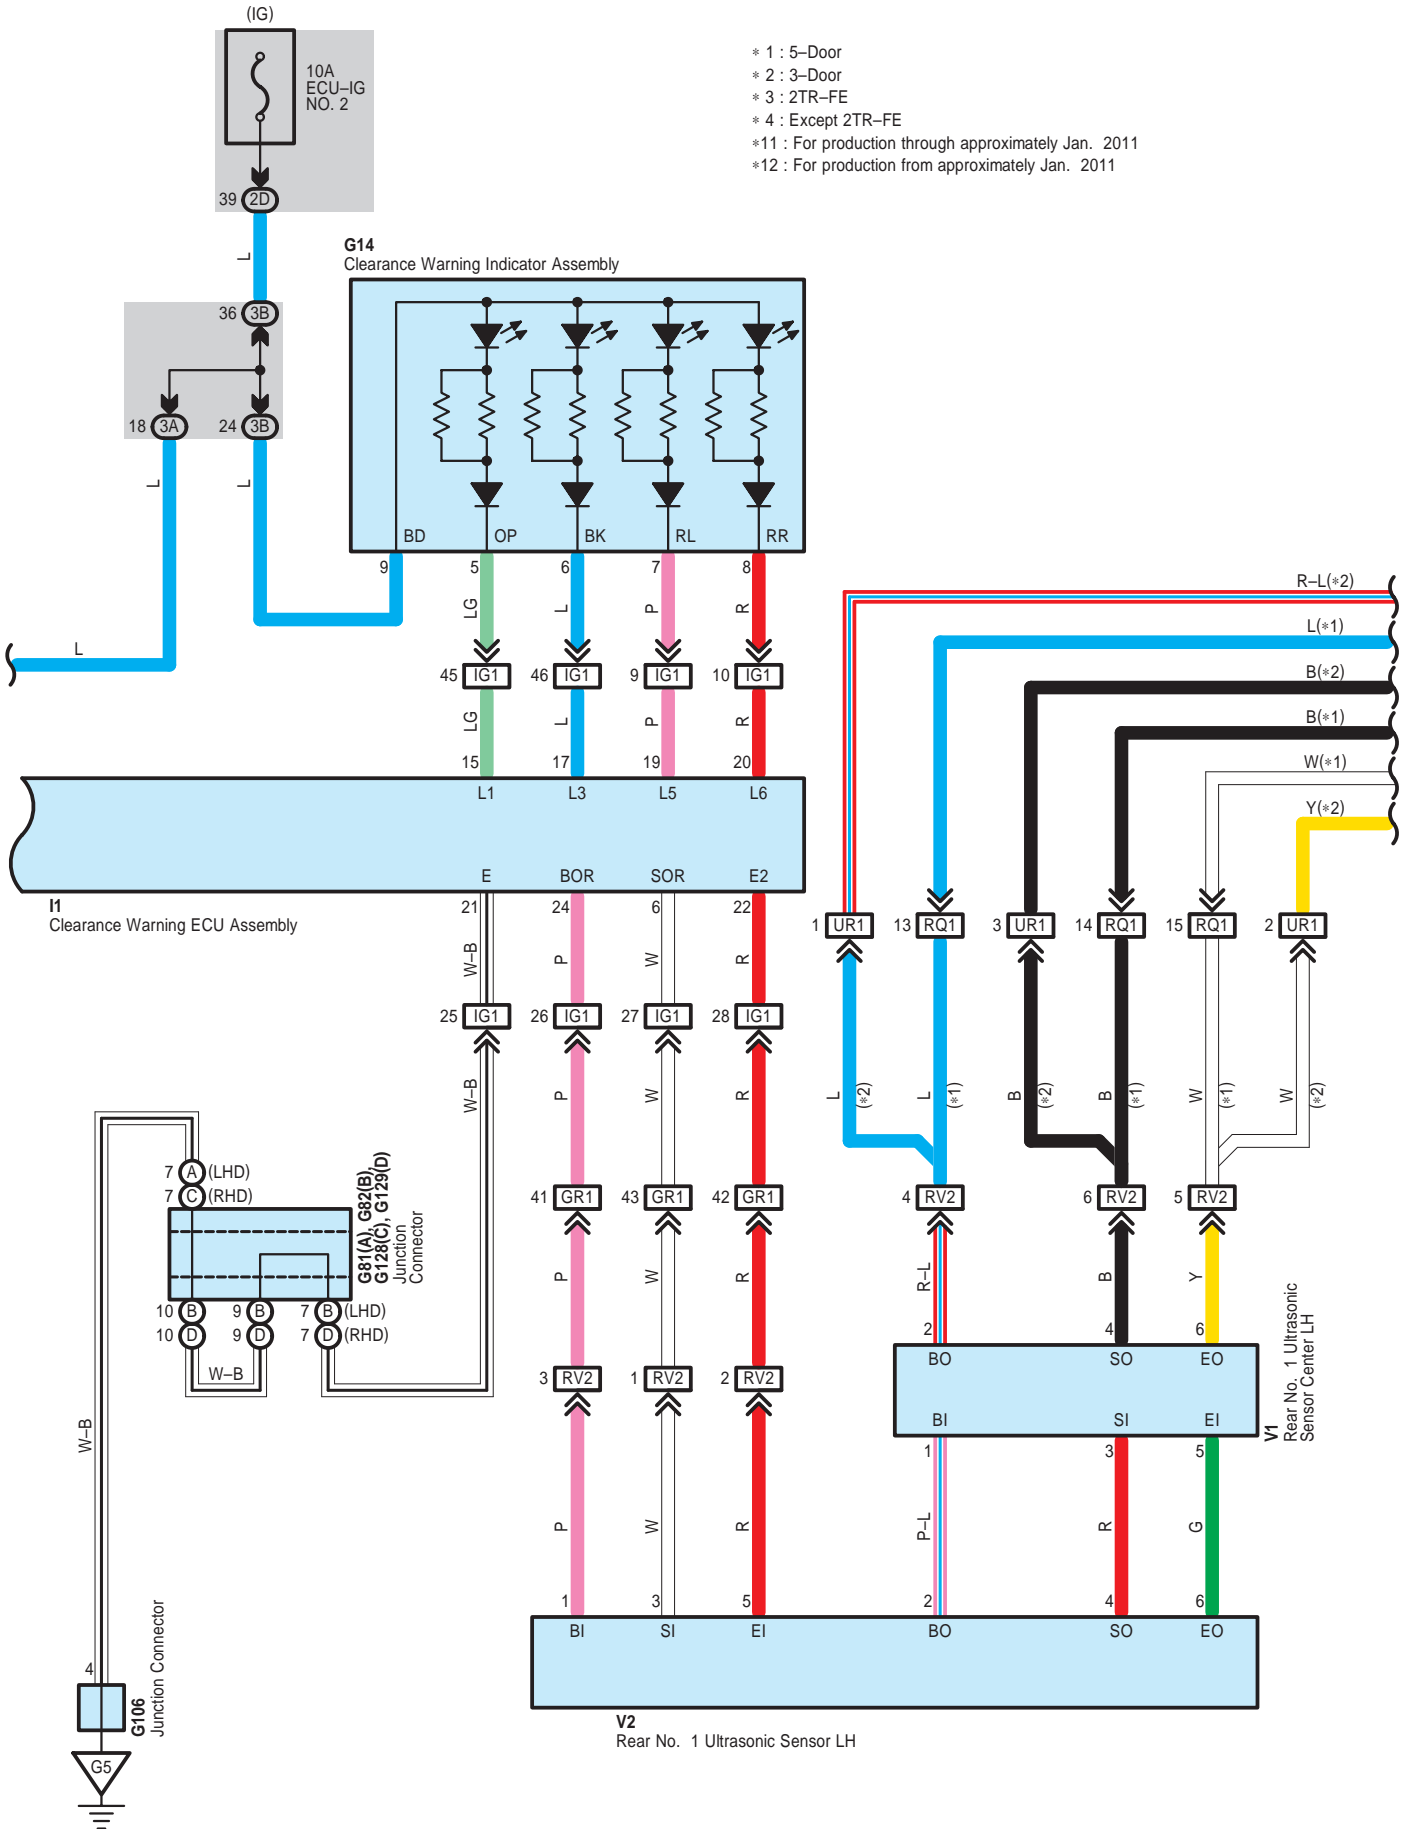 (IG)
10A
ECU–IG
NO. 2
∗ 1 : 5–Door
∗ 2 : 3–Door
∗ 3 : 2TR–FE
∗ 4 : Except 2TR–FE
∗11 : For production through approximately Jan. 2011
∗12 : For production from approximately Jan. 2011
39 2D
L
36 3B
18 3A 24 3B
L L
L
G14
Clearance Warning Indicator Assembly
BD OP BK RL RR
9 5 6 7 8
LG L P R
45 IG1 46 IG1 9 IG1 10 IG1
LG L P R
15 17 19 20
L1 L3 L5 L6
E BOR SOR E2
I1
Clearance Warning ECU Assembly
21 24 6 22
W–B P W R
25 IG1 26 IG1 27 IG1 28 IG1
W–B P W R
R–L(∗2)
L(∗1)
B(∗2)
B(∗1)
W(∗1)
Y(∗2)
1 UR1 13 RQ1 3 UR1 14 RQ1 15 RQ1 2 UR1
L (∗2) L (∗1) B (∗2) B (∗1) W (∗1) W (∗2)
7 A (LHD)
7 C (RHD)
G81(A), G82(B),
G128(C), G129(D)
Junction
Connector
10 B 9 B 7 B (LHD)
10 D 9 D 7 D (RHD)
W–B
W–B
41 GR1 43 GR1 42 GR1
P W R
3 RV2 1 RV2 2 RV2
P W R
4 RV2 6 RV2 5 RV2
R–L B Y
2 4 6
BO SO EO
BI SI EI
V1
Rear No. 1 Ultrasonic
Sensor Center LH
1 3 5
P–L R G
1 3 5 2 4 6
BI SI EI BO SO EO
V2
Rear No. 1 Ultrasonic Sensor LH
4
G106
Junction Connector
G5